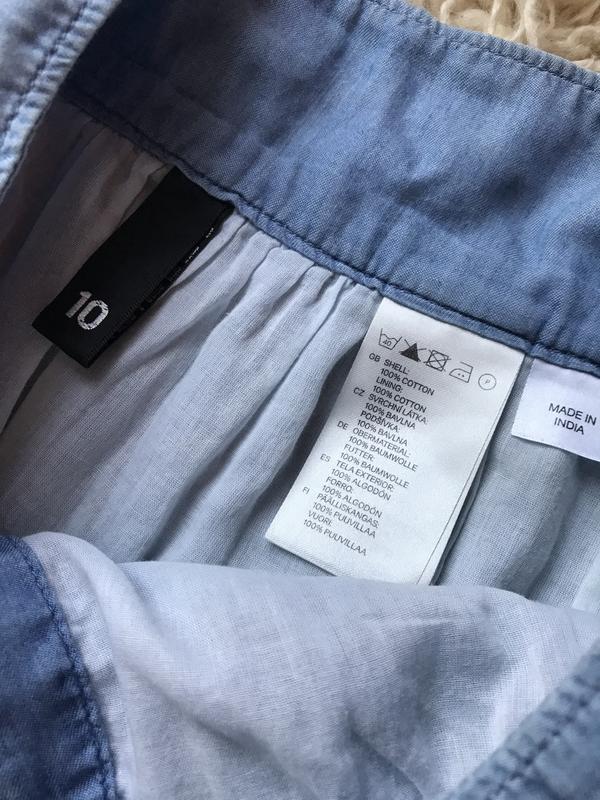 10
40
P
GB SHELL:
100% COTTON
LINING:
100% COTTON
CZ SVRCHNÍ LÁTKA:
100% BAVLNA
PODŠÍVKA:
100% BAVLNA
DE OBERMATERIAL:
100% BAUMWOLLE
FUTTER:
100% BAUMWOLLE
ES TELA EXTERIOR:
100% ALGODÓN
FORRO:
100% ALGODÓN
FI PÄÄLLISKANGAS:
100% PUUVILLAA
VUORI:
100% PUUVILLAA
MADE IN
INDIA